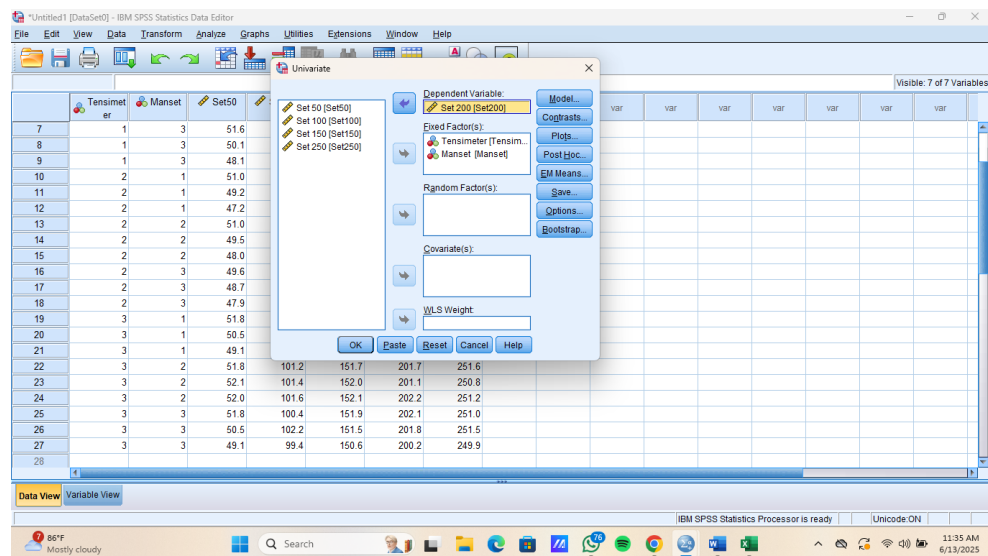 *Untitled1 [DataSet0] - IBM SPSS Statistics Data Editor
File Edit View Data Transform Analyze Graphs Utilities Extensions Window Help
Visible: 7 of 7 Variables
Tensimeter Manset Set50 var var var var var var var
7 1 3 51.6
8 1 3 50.1
9 1 3 48.1
10 2 1 51.0
11 2 1 49.2
12 2 1 47.2
13 2 2 51.0
14 2 2 49.5
15 2 2 48.0
16 2 3 49.6
17 2 3 48.7
18 2 3 47.9
19 3 1 51.8
20 3 1 50.5
21 3 1 49.1
22 3 2 51.8 101.2 151.7 201.7 251.6
23 3 2 52.1 101.4 152.0 201.1 250.8
24 3 2 52.0 101.6 152.1 202.2 251.2
25 3 3 51.8 100.4 151.9 202.1 251.0
26 3 3 50.5 102.2 151.5 201.8 251.5
27 3 3 49.1 99.4 150.6 200.2 249.9
28
Univariate
Set 50 [Set50]
Set 100 [Set100]
Set 150 [Set150]
Set 250 [Set250]
Dependent Variable:
Set 200 [Set200]
Fixed Factor(s):
Tensimeter [Tensim...
Manset [Manset]
Random Factor(s):
Covariate(s):
WLS Weight:
Model...
Contrasts...
Plots...
Post Hoc...
EM Means...
Save...
Options...
Bootstrap...
OK Paste Reset Cancel Help
Data View Variable View
IBM SPSS Statistics Processor is ready Unicode:ON
7 86°F
Mostly cloudy
Search
76
11:35 AM
6/13/2025